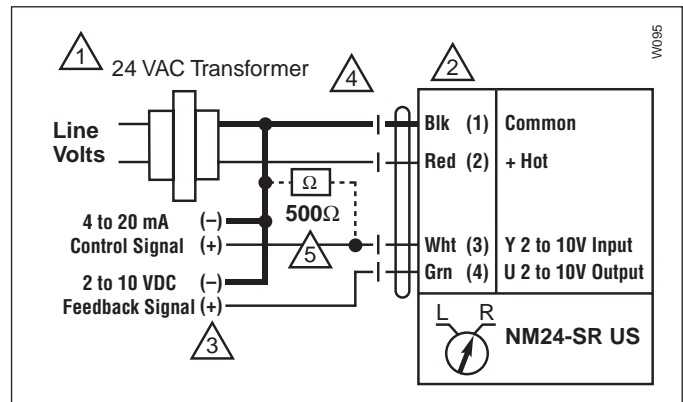 W095
1 24 VAC Transformer 4 2
Line
Volts
Blk (1) Common
Red (2) + Hot
Ω
500Ω
4 to 20 mA (–)
Control Signal (+)
5
Wht (3) Y 2 to 10V Input
2 to 10 VDC (–)
Grn (4) U 2 to 10V Output
Feedback Signal (+)
3
L R
NM24-SR US